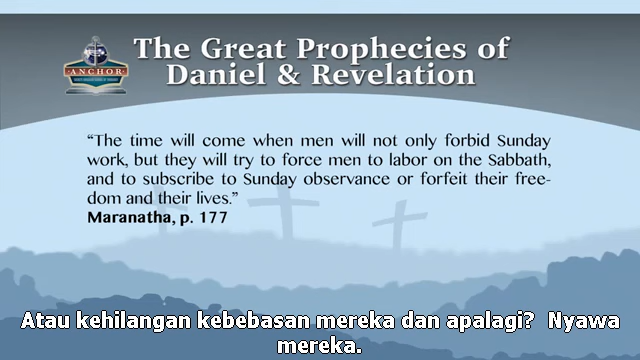 ANCHOR
The Great Prophecies of
Daniel & Revelation
“The time will come when men will not only forbid Sunday
work, but they will try to force men to labor on the Sabbath,
and to subscribe to Sunday observance or forfeit their free-
dom and their lives.”
Maranatha, p. 177
Atau kehilangan kebebasan mereka dan apalagi?  Nyawa
mereka.